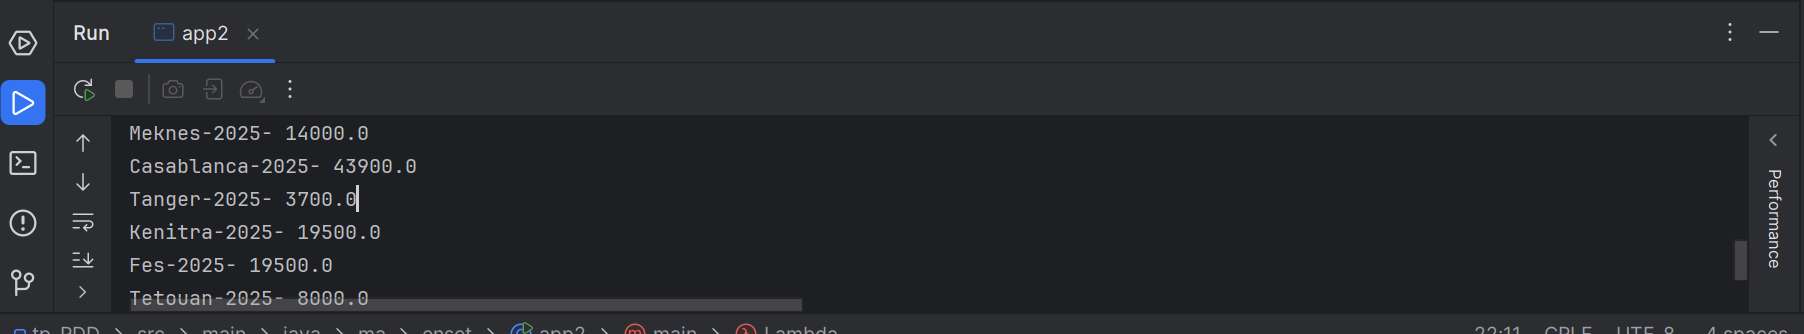 Run app2
Meknes-2025- 14000.0
Casablanca-2025- 43900.0
Tanger-2025- 3700.0
Kenitra-2025- 19500.0
Fes-2025- 19500.0
Tetouan-2025- 8000.0
Performance
tp_RDD > src > main > java > ma > enset > app2 > main > Lambda 22:11 CRLF UTF-8 4 spaces